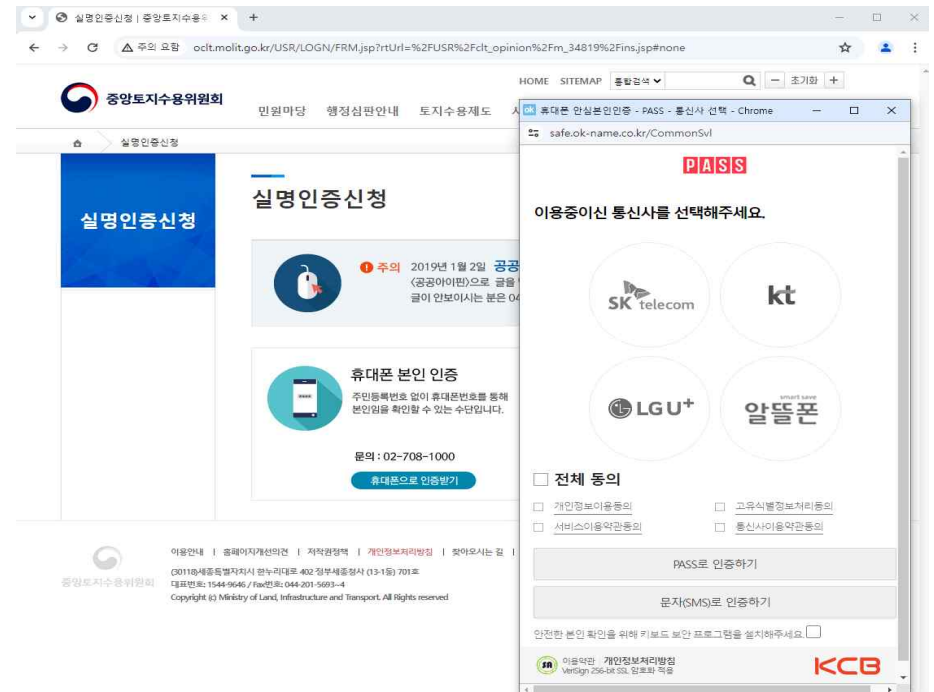 실명인증신청 | 중앙토지수용위
주의 요함 oclt.molit.go.kr/USR/LOGN/FRM.jsp?rtUrl=%2FUSR%2Fclt_opinion%2Fm_34819%2Fins.jsp#none
HOME SITEMAP 통합검색 초기화
중앙토지수용위원회
민원마당 행정심판안내 토지수용제도
실명인증신청
실명인증신청
실명인증신청
주의 2019년 1월 2일 공공
<공공아이핀>으로 글을
글이 안보이시는 분은 04
휴대폰 본인 인증
주민등록번호 없이 휴대폰번호를 통해
본인임을 확인할 수 있는 수단입니다.
문의 : 02-708-1000
휴대폰으로 인증받기
이용안내 | 홈페이지개선의견 | 저작권정책 | 개인정보처리방침 | 찾아오시는 길 |
중앙토지수용위원회
(30118)세종특별자치시 한누리대로 402 정부세종청사 (13-1동) 701호
대표번호: 1544-9646 / Fax번호: 044-201-5693~4
Copyright (c) Ministry of Land, Infrastructure and Transport. All Rights reserved
ok 휴대폰 안심본인인증 - PASS - 통신사 선택 - Chrome
safe.ok-name.co.kr/CommonSvl
PASS
이용중이신 통신사를 선택해주세요.
SK telecom
kt
LG U+
smart save
알뜰폰
전체 동의
개인정보이용동의 고유식별정보처리동의
서비스이용약관동의 통신사이용약관동의
PASS로 인증하기
문자(SMS)로 인증하기
안전한 본인 확인을 위해 키보드 보안 프로그램을 설치해주세요.
이용약관 개인정보처리방침
VeriSign 256-bit SSL 암호화 적용
KCB